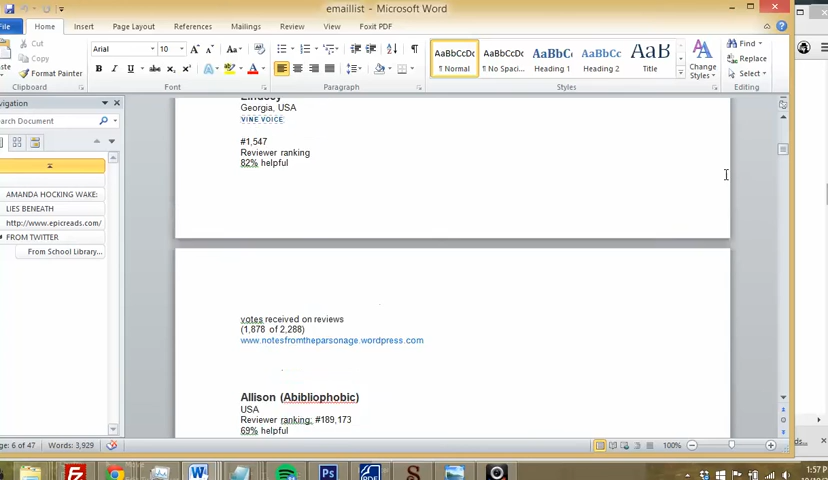 emaillist - Microsoft Word
File
Home
Insert
Page Layout
References
Mailings
Review
View
Foxit PDF
Cut
Copy
Format Painter
Clipboard
Arial
10
Font
Paragraph
AaBbCcDc
¶ Normal
AaBbCcDc
¶ No Spaci...
AaBbCc
Heading 1
AaBbCc
Heading 2
AaB
Title
Change
Styles
Styles
Find
Replace
Select
Editing
Search Document
AMANDA HOCKING WAKE:
LIES BENEATH
http://www.epicreads.com/
FROM TWITTER
From School Library...
Georgia, USA
VINE VOICE
#1,547
Reviewer ranking
82% helpful
votes received on reviews
(1,878 of 2,288)
www.notesfromtheparsonage.wordpress.com
Allison (Abibliophobic)
USA
Reviewer ranking: #189,173
69% helpful
6 of 47
Words: 3,929
100%
1:57 PM